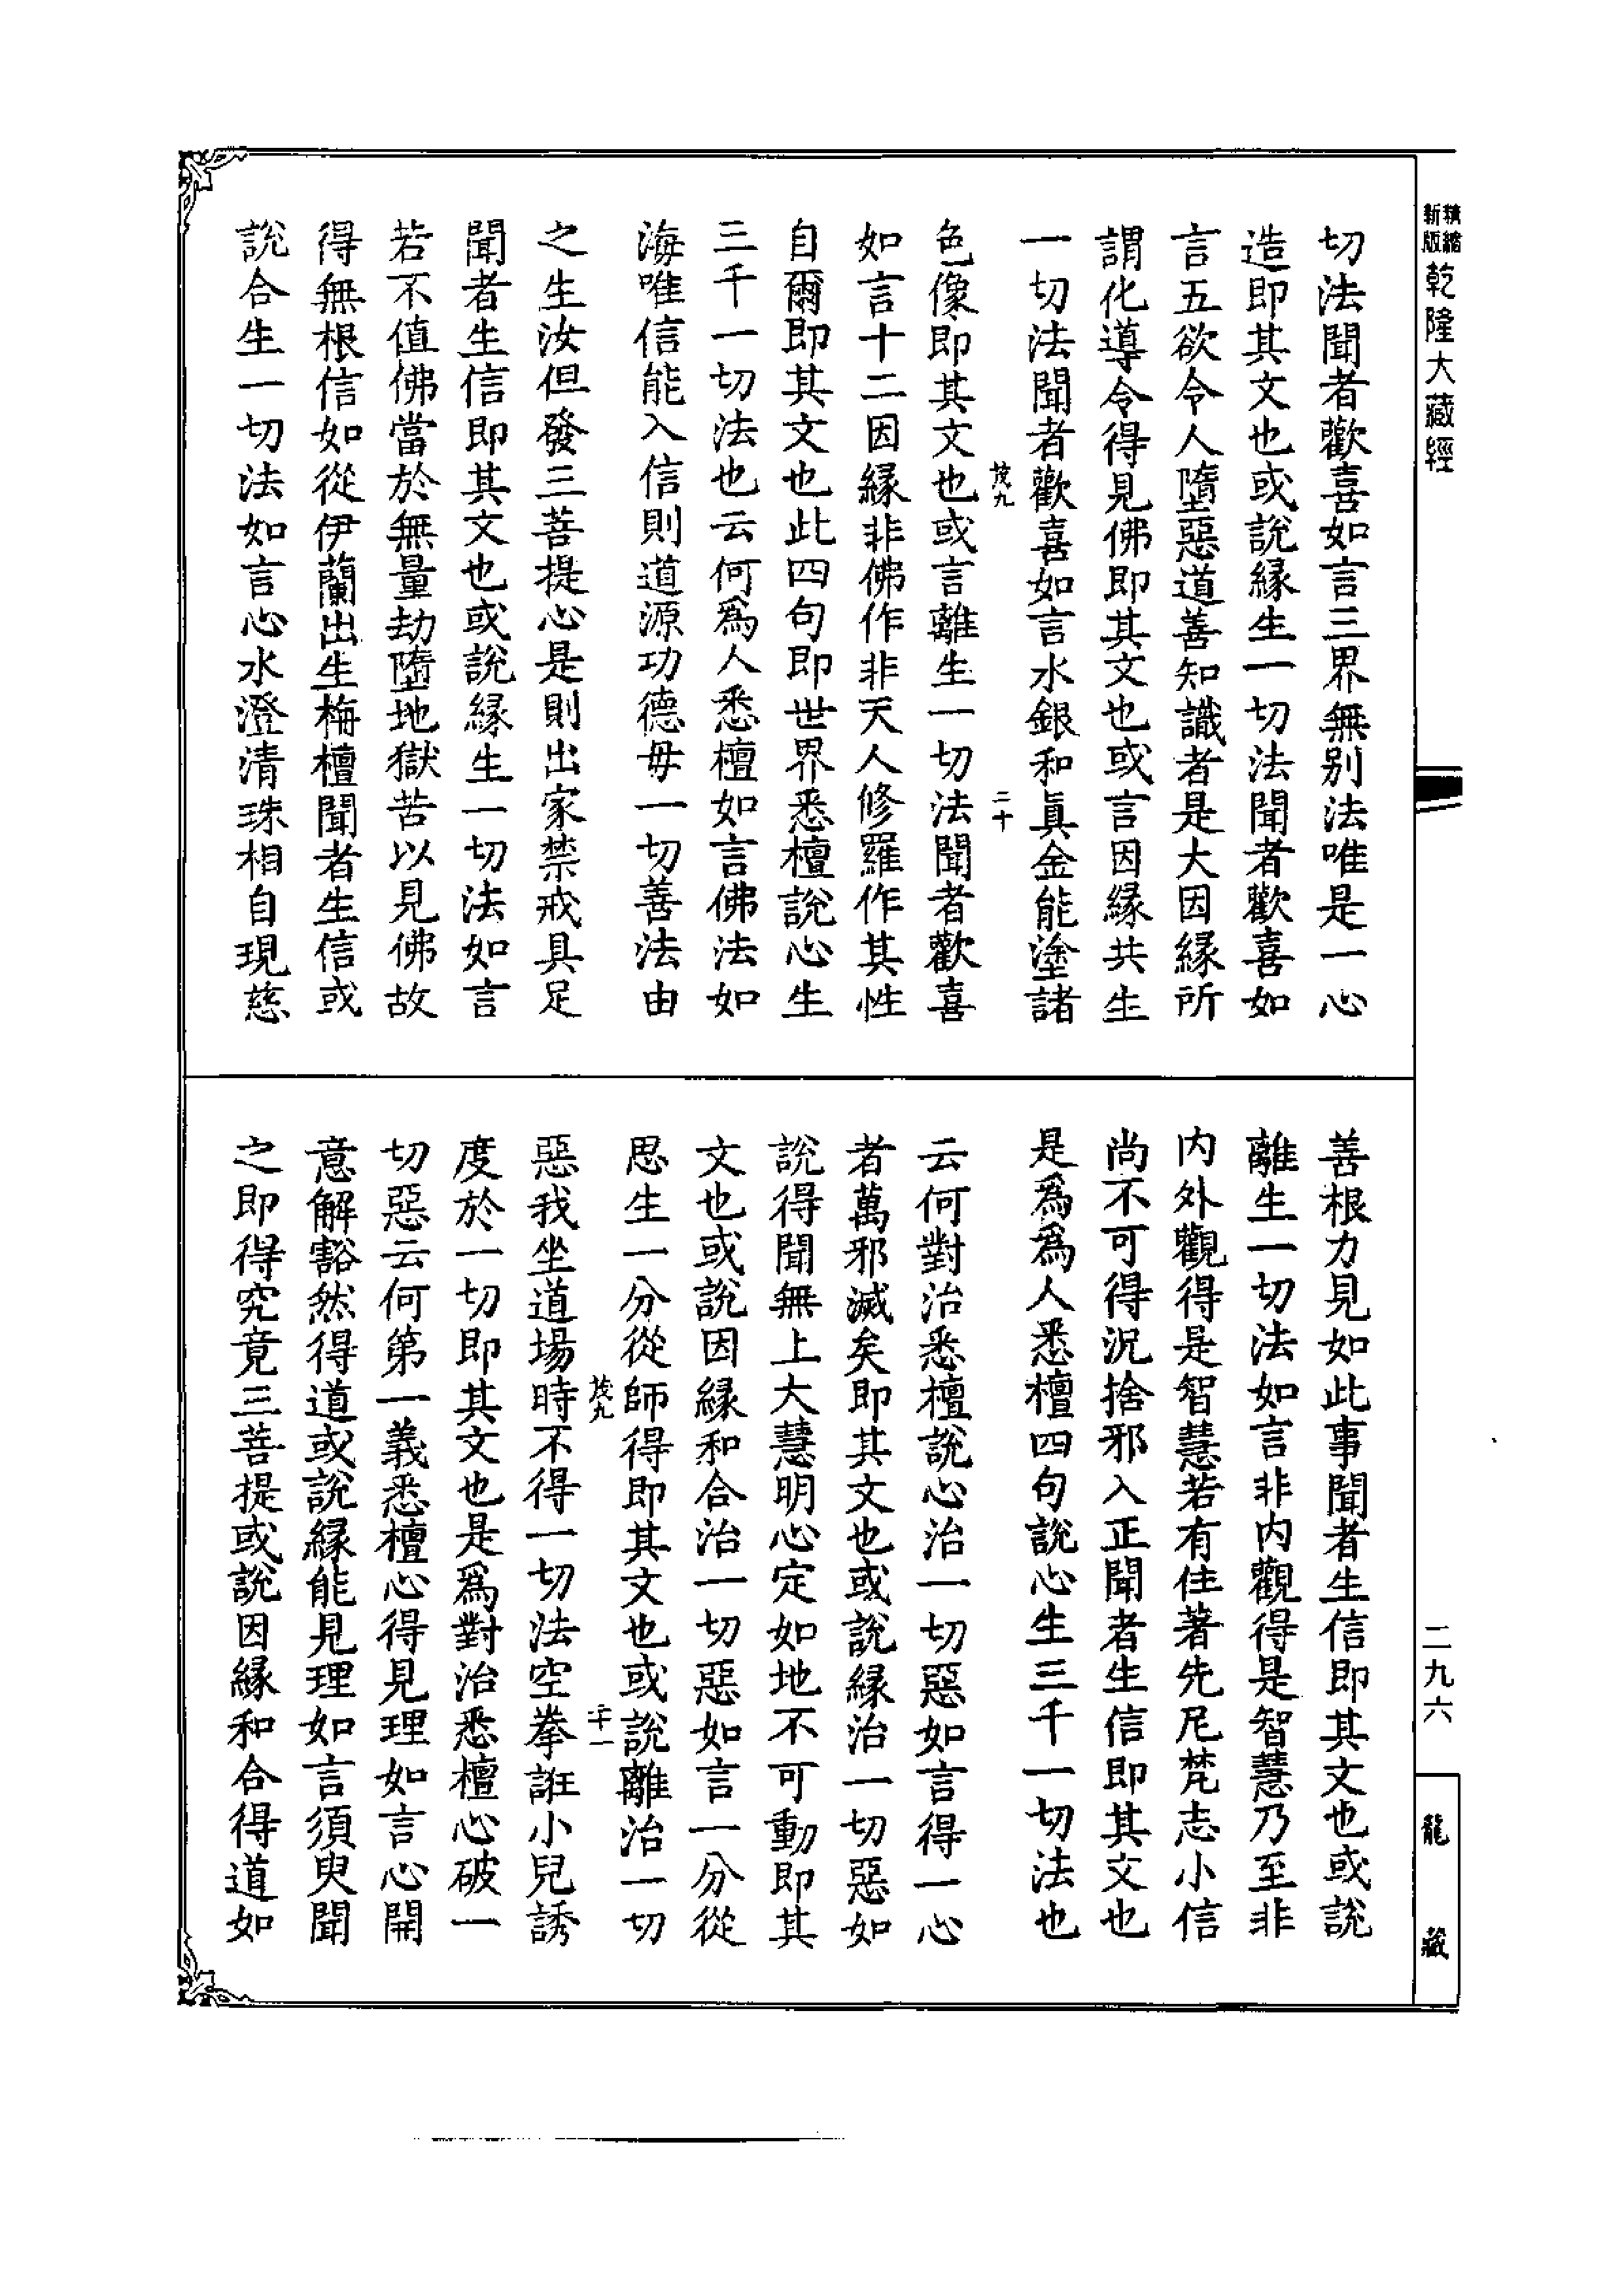 精縮
新版
乾隆大藏經
切法聞者歡喜如言三界無别法唯是一心
造即其文也或說縁生一切法聞者歡喜如
言五欲令人墮惡道善知識者是大因縁所
謂化導令得見佛即其文也或言因縁共生
一切法聞者歡喜如言水銀和眞金能塗諸
茂九
二十
色像即其文也或言離生一切法聞者歡喜
如言十二因縁非佛作非天人修羅作其性
自爾即其文也此四句即世界悉檀說心生
三千一切法也云何爲人悉檀如言佛法如
海唯信能入信則道源功德毋一切善法由
之生汝但發三菩提心是則出家禁戒具足
聞者生信即其文也或說縁生一切法如言
若不值佛當於無量劫墮地獄苦以見佛故
得無根信如從伊蘭出生栴檀聞者生信或
說合生一切法如言心水澄清珠相自現慈
善根力見如此事聞者生信即其文也或說
離生一切法如言非内觀得是智慧乃至非
内外觀得是智慧若有住著先尼梵志小信
尚不可得況捨邪入正聞者生信即其文也
是爲爲人悉檀四句說心生三千一切法也
云何對治悉檀說心治一切惡如言得一心
者萬邪滅矣即其文也或說縁治一切惡如
說得聞無上大慧明心定如地不可動即其
文也或說因縁和合治一切惡如言一分從
思生一分從師得即其文也或說離治一切
茂九
二十一
惡我坐道場時不得一切法空拳誑小兒誘
度於一切即其文也是爲對治悉檀心破一
切惡云何第一義悉檀心得見理如言心開
意解豁然得道或說縁能見理如言須臾聞
之即得究竟三菩提或說因縁和合得道如
二九六
龍藏